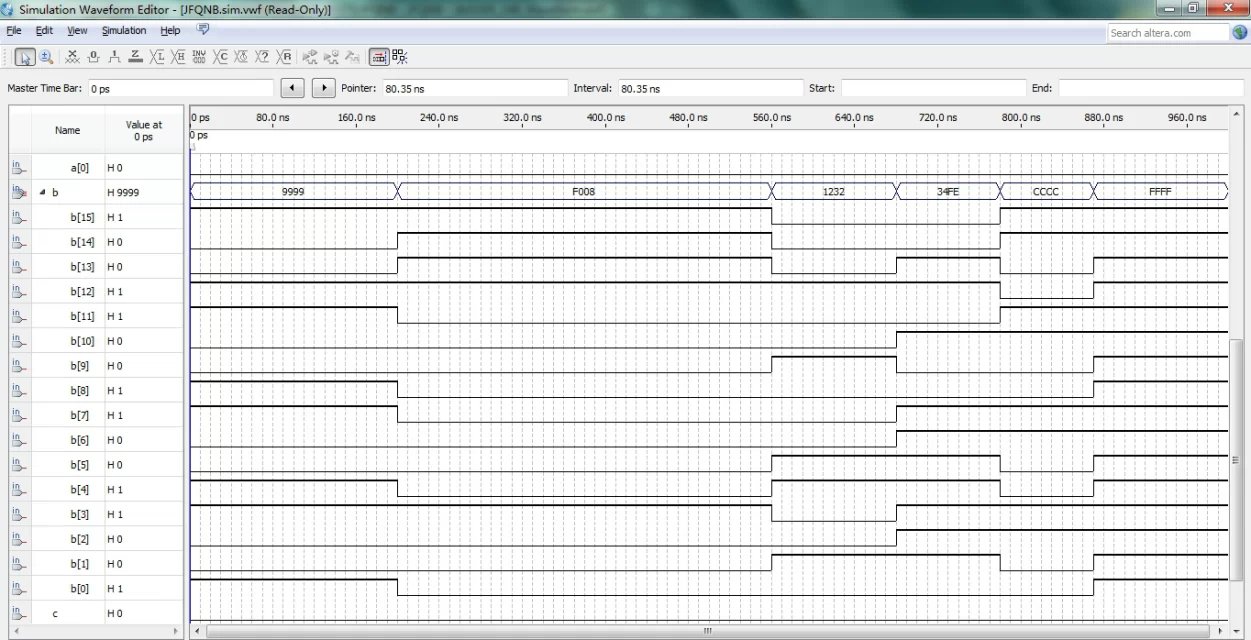 Simulation Waveform Editor - [JFQNB.sim.vwf (Read-Only)]
File Edit View Simulation Help
Search altera.com
Master Time Bar: 0 ps Pointer: 80.35 ns Interval: 80.35 ns Start: End:
Name Value at 0 ps
0 ps 80.0 ns 160.0 ns 240.0 ns 320.0 ns 400.0 ns 480.0 ns 560.0 ns 640.0 ns 720.0 ns 800.0 ns 880.0 ns 960.0 ns
0 ps
a[0] H 0
b H 9999 9999 F008 1232 34FE CCCC FFFF
b[15] H 1
b[14] H 0
b[13] H 0
b[12] H 1
b[11] H 1
b[10] H 0
b[9] H 0
b[8] H 1
b[7] H 1
b[6] H 0
b[5] H 0
b[4] H 1
b[3] H 1
b[2] H 0
b[1] H 0
b[0] H 1
c H 0